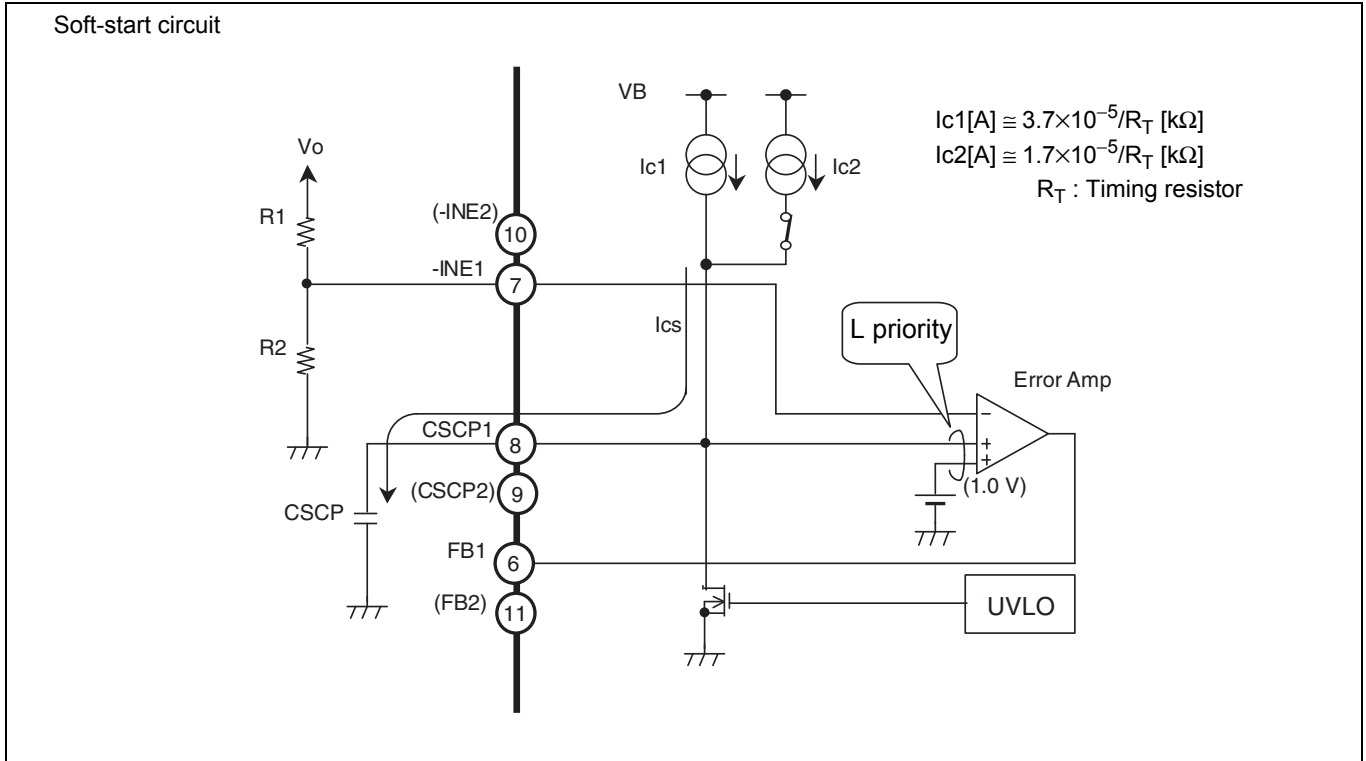 Soft-start circuit
VB
Ic1[A] ≅ 3.7×10⁻⁵/R_T [kΩ]
Ic2[A] ≅ 1.7×10⁻⁵/R_T [kΩ]
R_T : Timing resistor
Vo
Ic1
Ic2
R1
(-INE2)
10
-INE1
7
Ics
L priority
R2
Error Amp
−
+
+
CSCP1
8
(1.0 V)
(CSCP2)
9
CSCP
FB1
6
(FB2)
11
UVLO